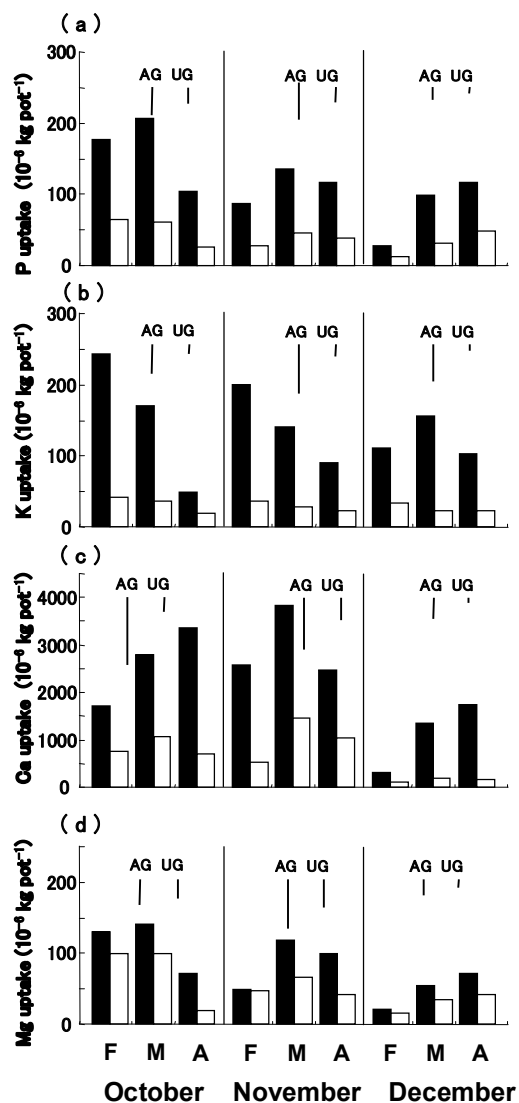 ( a )
P uptake (10⁻⁶ kg pot⁻¹)
300
200
100
0
AG UG
AG UG
AG UG
( b )
K uptake (10⁻⁶ kg pot⁻¹)
300
200
100
0
AG UG
AG UG
AG UG
( c )
Ca uptake (10⁻⁶ kg pot⁻¹)
4000
3000
2000
1000
0
AG UG
AG UG
AG UG
( d )
Mg uptake (10⁻⁶ kg pot⁻¹)
200
100
0
AG UG
AG UG
AG UG
F M A F M A F M A
October November December